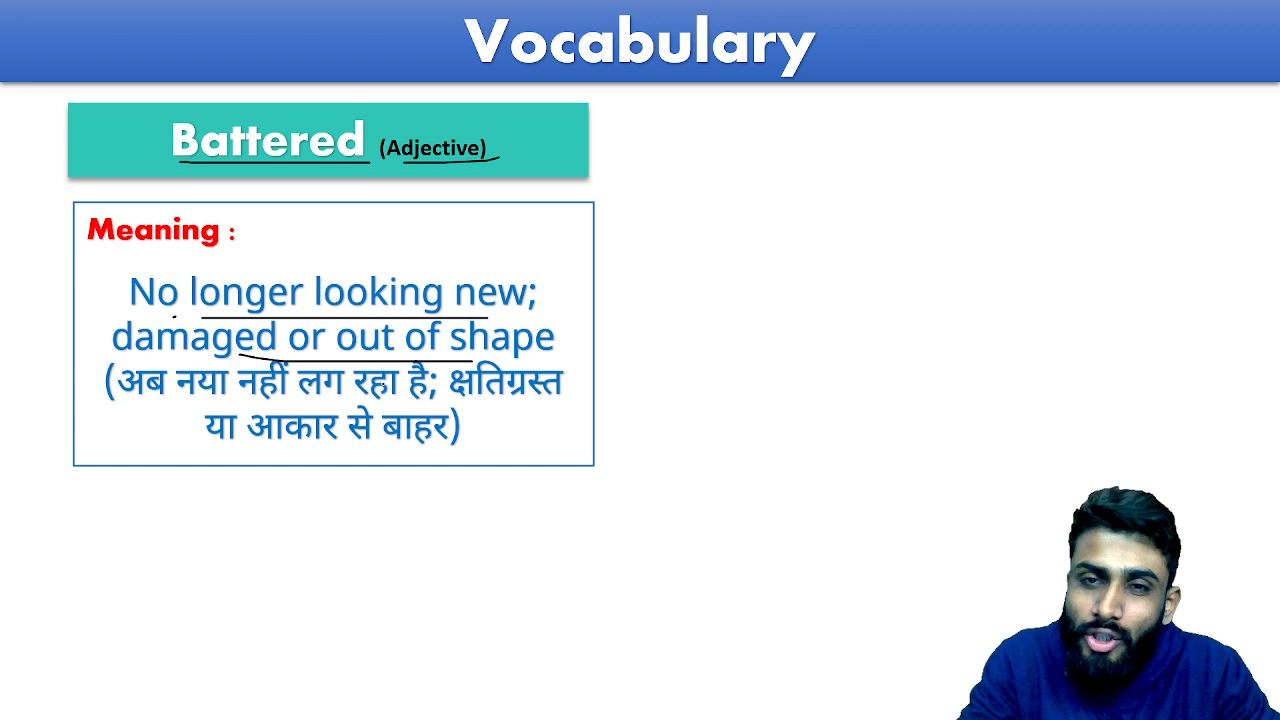 Vocabulary
Battered (Adjective)
Meaning :
No longer looking new;
damaged or out of shape
(अब नया नहीं लग रहा है; क्षतिग्रस्त
या आकार से बाहर)